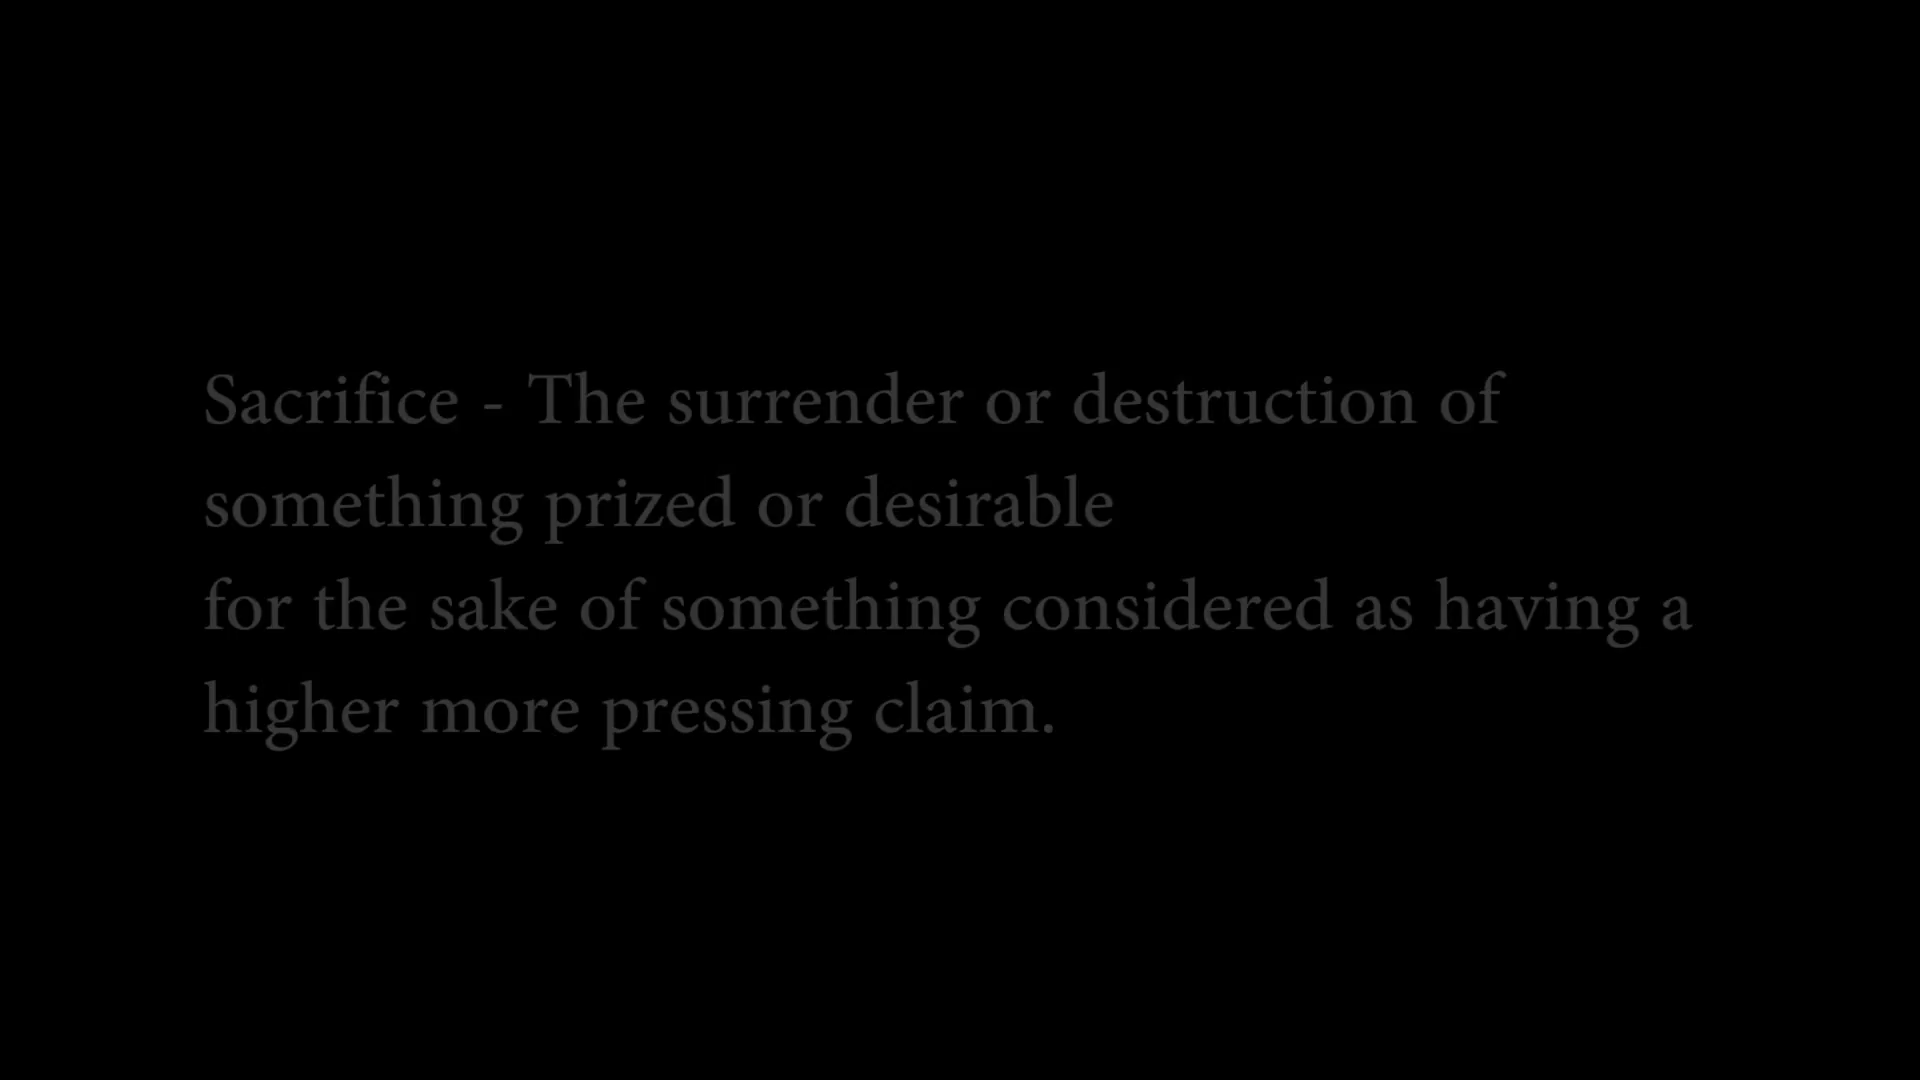 Sacrifice - The surrender or destruction of
something prized or desirable
for the sake of something considered as having a
higher more pressing claim.